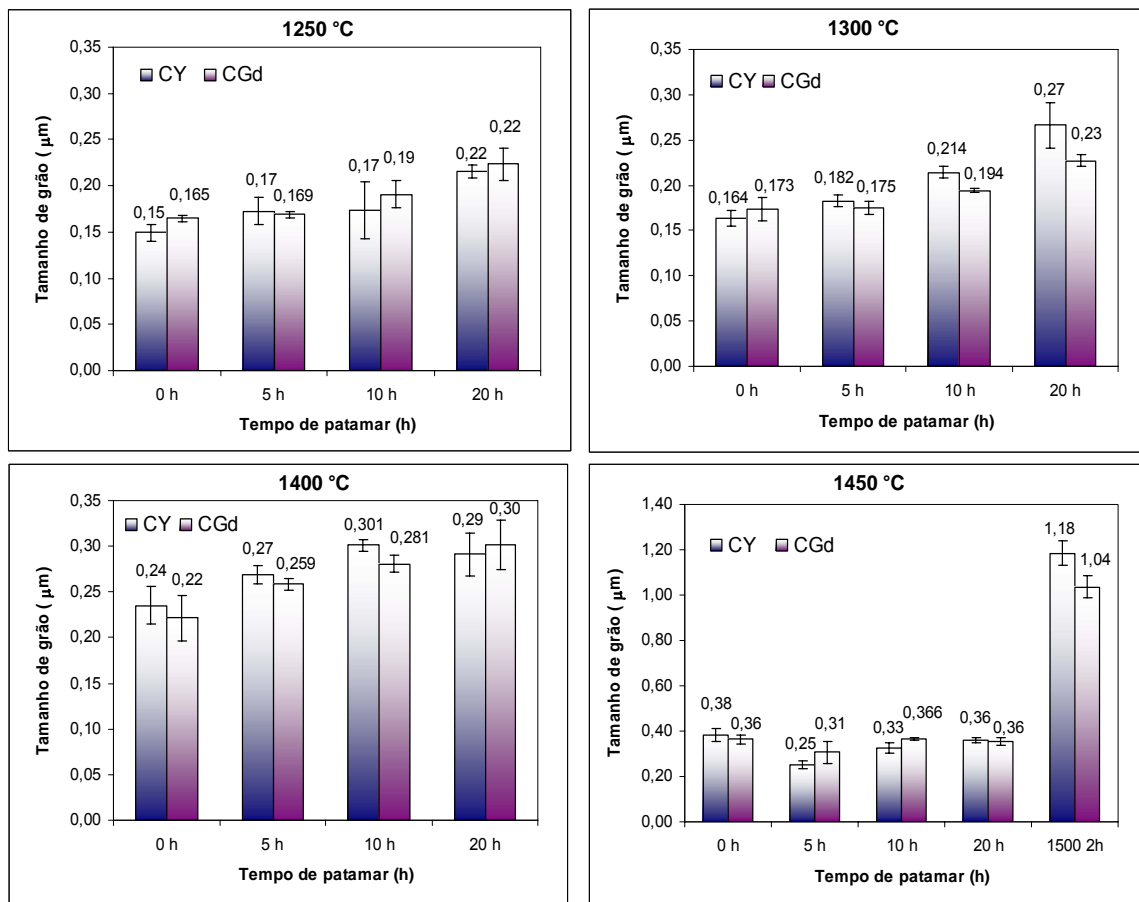 1250 °C
0,35
0,30
0,25
0,20
0,15
0,10
0,05
0,00
Tamanho de grão ( μm)
CY CGd
0,15 0,165 0,17 0,169 0,17 0,19 0,22 0,22
0 h 5 h 10 h 20 h
Tempo de patamar (h)
1300 °C
0,35
0,30
0,25
0,20
0,15
0,10
0,05
0,00
Tamanho de grão ( μm)
CY CGd
0,164 0,173 0,182 0,175 0,214 0,194 0,27 0,23
0 h 5 h 10 h 20 h
Tempo de patamar (h)
1400 °C
0,35
0,30
0,25
0,20
0,15
0,10
0,05
0,00
Tamanho de grão ( μm)
CY CGd
0,24 0,22 0,27 0,259 0,301 0,281 0,29 0,30
0 h 5 h 10 h 20 h
Tempo de patamar (h)
1450 °C
1,40
1,20
1,00
0,80
0,60
0,40
0,20
0,00
Tamanho de grão ( μm)
CY CGd
0,38 0,36 0,25 0,31 0,33 0,366 0,36 0,36 1,18 1,04
0 h 5 h 10 h 20 h 1500 2h
Tempo de patamar (h)